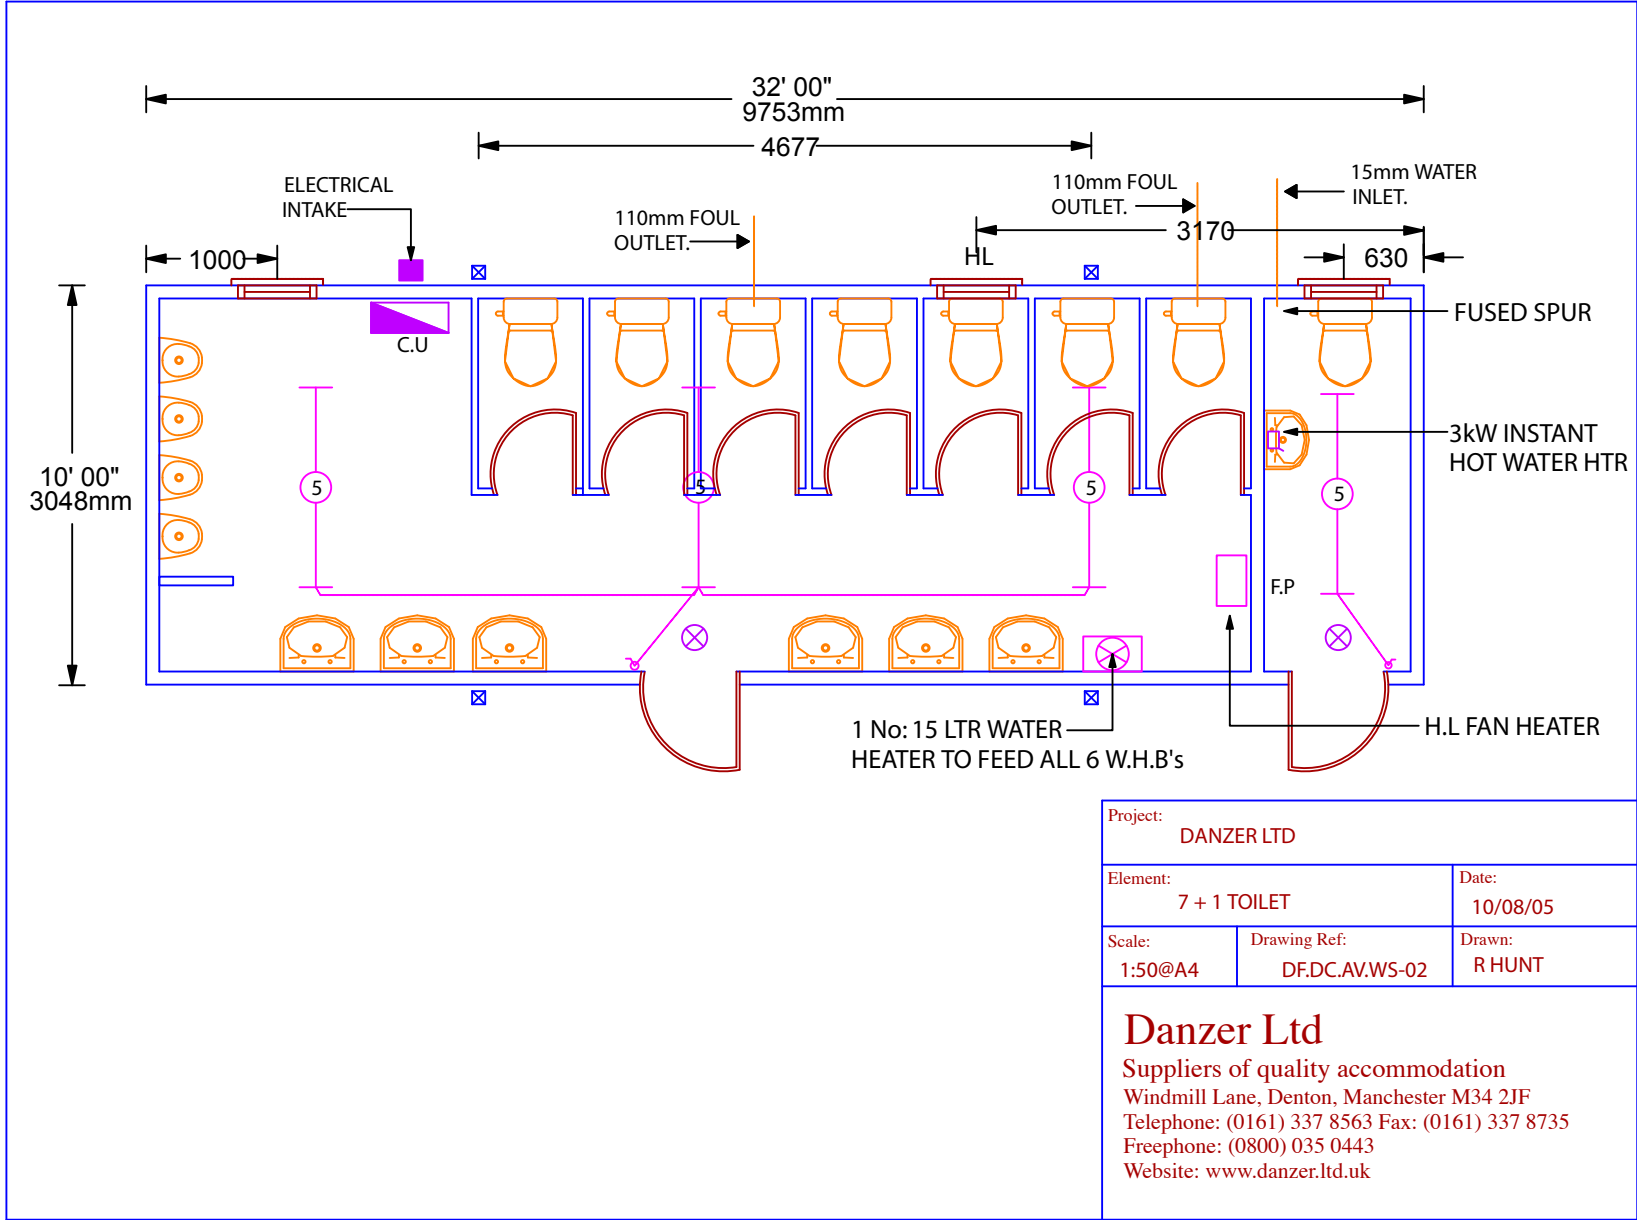 32' 00"
9753mm
4677
ELECTRICAL
INTAKE
110mm FOUL
OUTLET.
110mm FOUL
OUTLET.
15mm WATER
INLET.
3170
1000
HL
630
FUSED SPUR
C.U
3kW INSTANT
HOT WATER HTR
10' 00"
3048mm
5
5
5
5
F.P
1 No: 15 LTR WATER
HEATER TO FEED ALL 6 W.H.B's
H.L FAN HEATER
Project:
DANZER LTD
Element:
7 + 1 TOILET
Date:
10/08/05
Scale:
1:50@A4
Drawing Ref:
DF.DC.AV.WS-02
Drawn:
R HUNT
Danzer Ltd
Suppliers of quality accommodation
Windmill Lane, Denton, Manchester M34 2JF
Telephone: (0161) 337 8563 Fax: (0161) 337 8735
Freephone: (0800) 035 0443
Website: www.danzer.ltd.uk